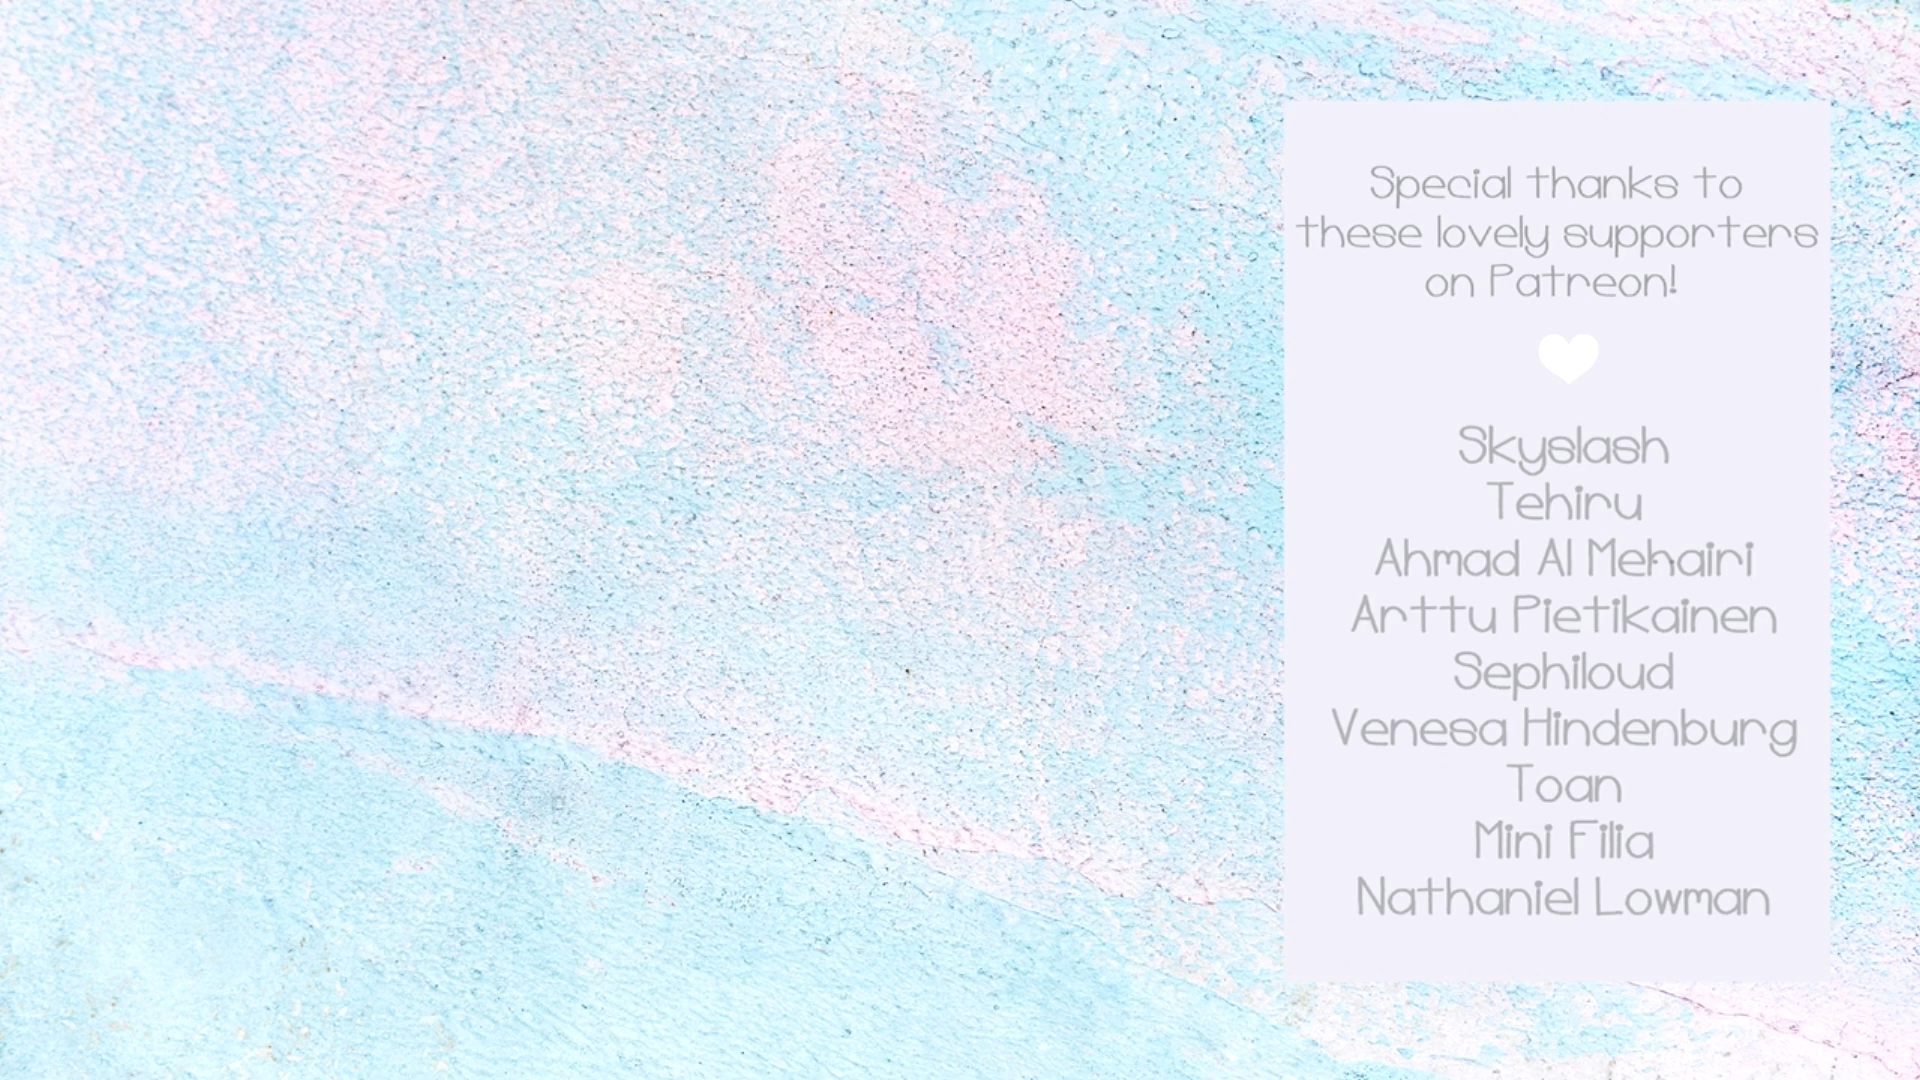 Special thanks to
these lovely supporters
on Patreon!
Skyslash
Tehiru
Ahmad Al Mehairi
Arttu Pietikainen
Sephiloud
Venesa Hindenburg
Toan
Mini Filia
Nathaniel Lowman